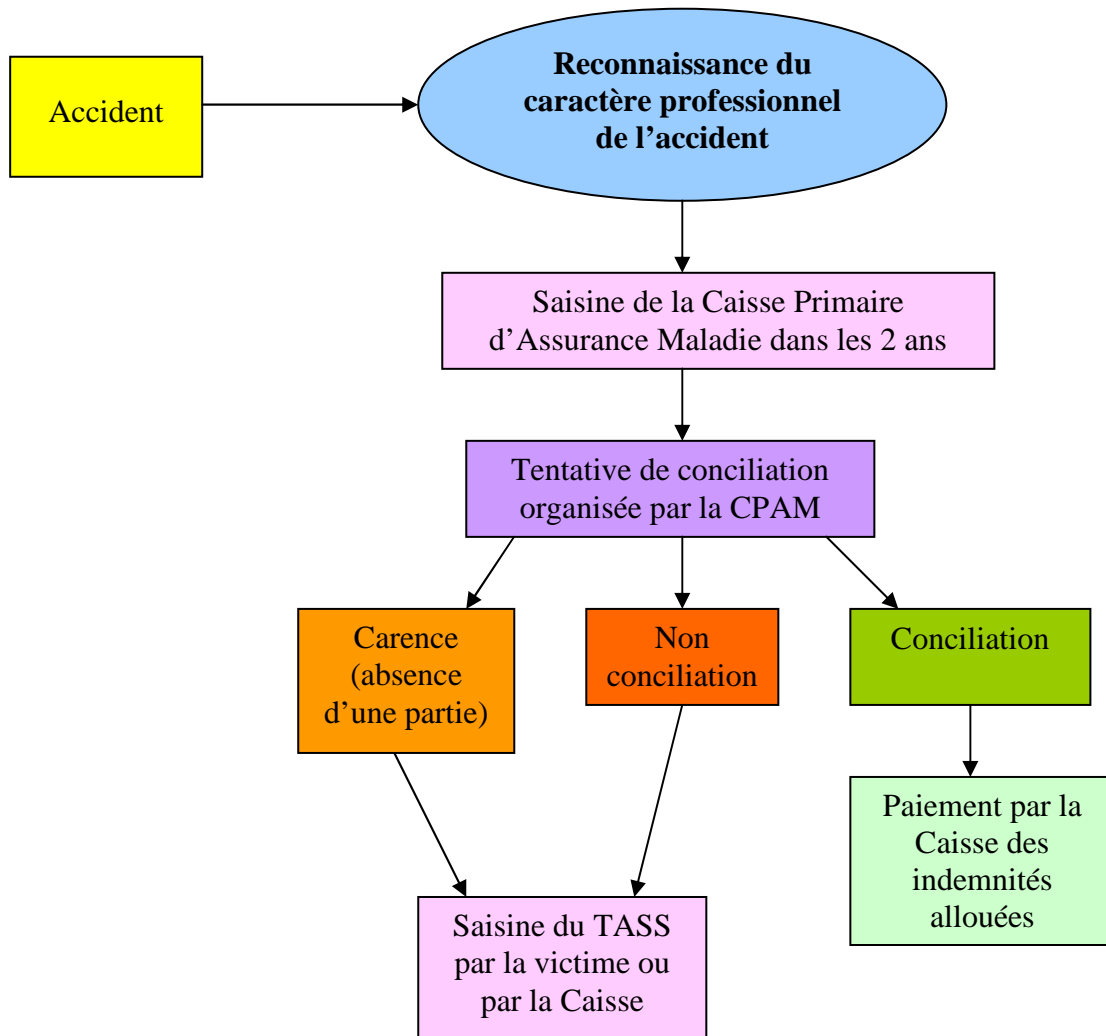 Accident
Reconnaissance du
caractère professionnel
de l’accident
Saisine de la Caisse Primaire
d’Assurance Maladie dans les 2 ans
Tentative de conciliation
organisée par la CPAM
Carence
(absence
d’une partie)
Non
conciliation
Conciliation
Paiement par la
Caisse des
indemnités
allouées
Saisine du TASS
par la victime ou
par la Caisse